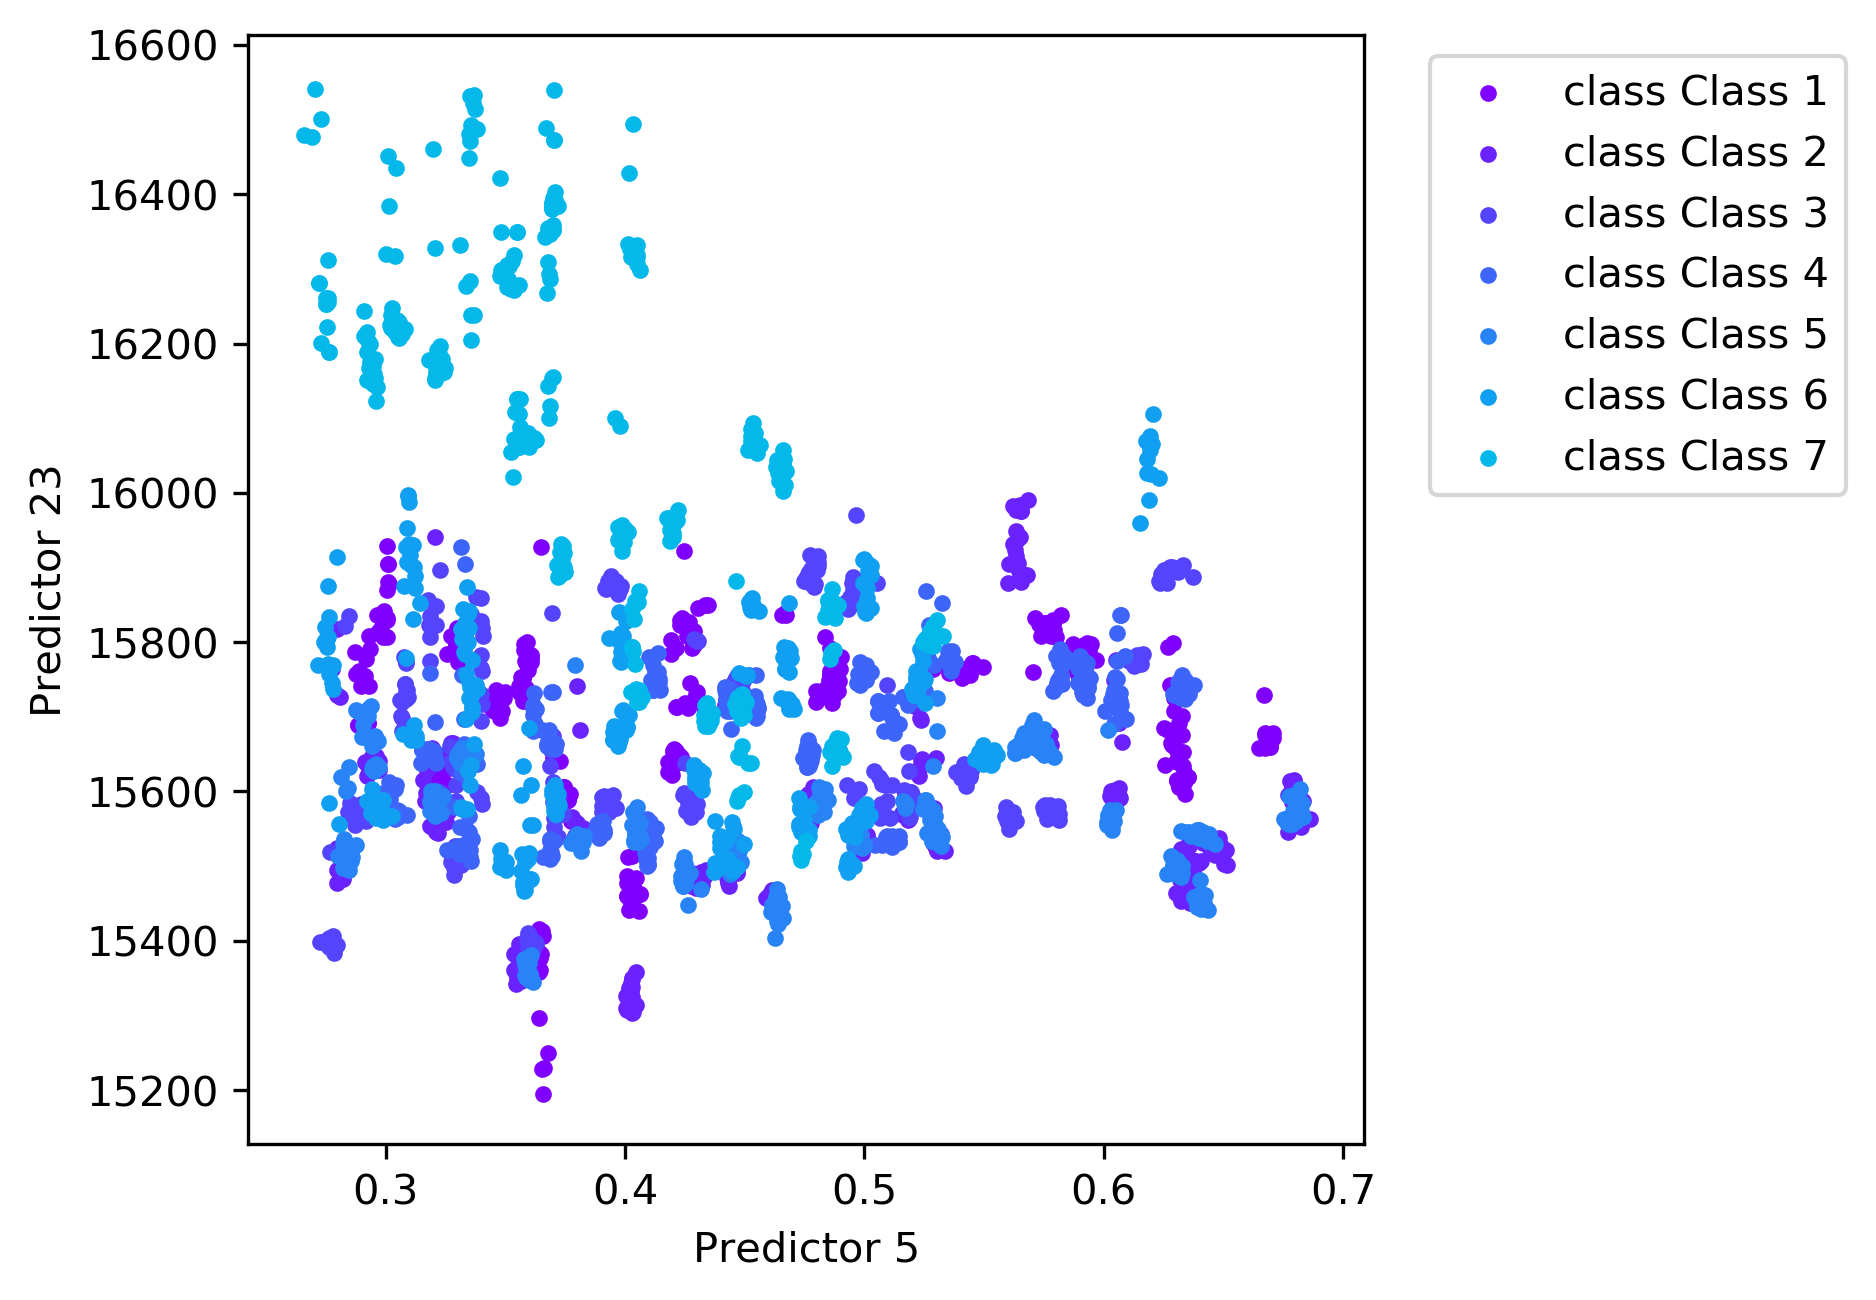 16600
16400
16200
16000
15800
15600
15400
15200
Predictor 23
0.3
0.4
0.5
0.6
0.7
Predictor 5
class Class 1
class Class 2
class Class 3
class Class 4
class Class 5
class Class 6
class Class 7